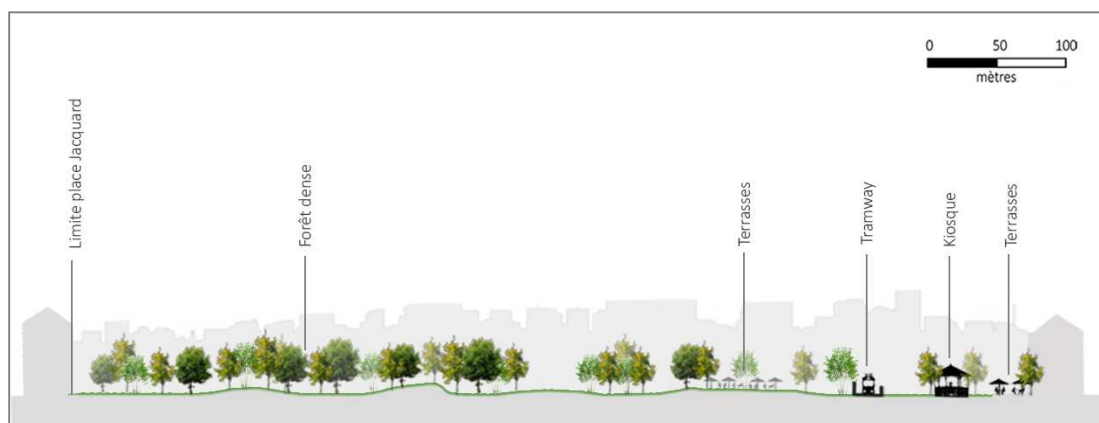 0 50 100
mètres
Limite place Jacquard
Forêt dense
Terrasses
Tramway
Kiosque
Terrasses